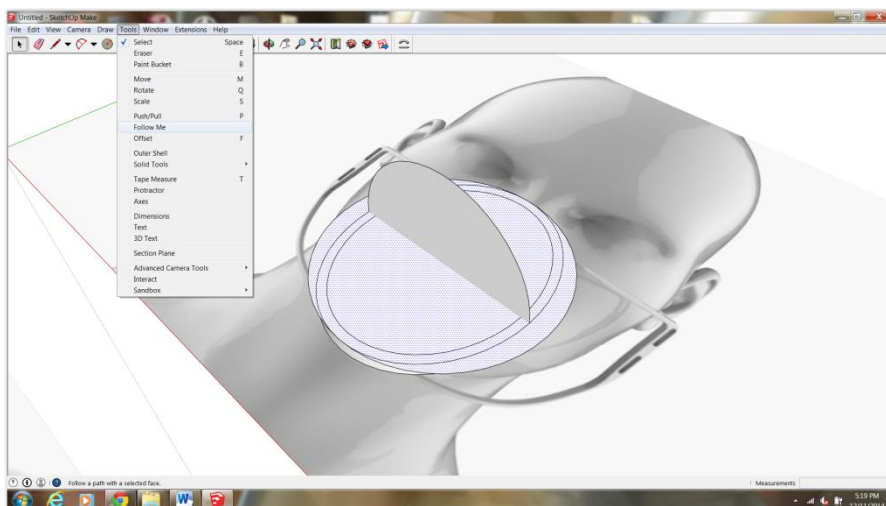 Untitled - SketchUp Make
File Edit View Camera Draw Tools Window Extensions Help
Select Space
Eraser E
Paint Bucket B
Move M
Rotate Q
Scale S
Push/Pull P
Follow Me
Offset F
Outer Shell
Solid Tools
Tape Measure T
Protractor
Axes
Dimensions
Text
3D Text
Section Plane
Advanced Camera Tools
Interact
Sandbox
Follow a path with a selected face.
Measurements
5:19 PM